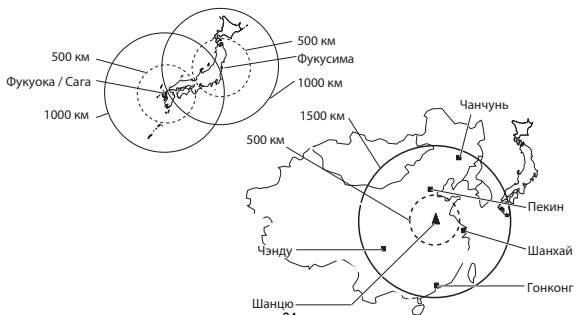 500 км
500 км
Фукусима
Фукуока / Сага
1000 км
1000 км
Чанчунь
1500 км
500 км
Пекин
Шанхай
Чэнду
Гонконг
Шанцю